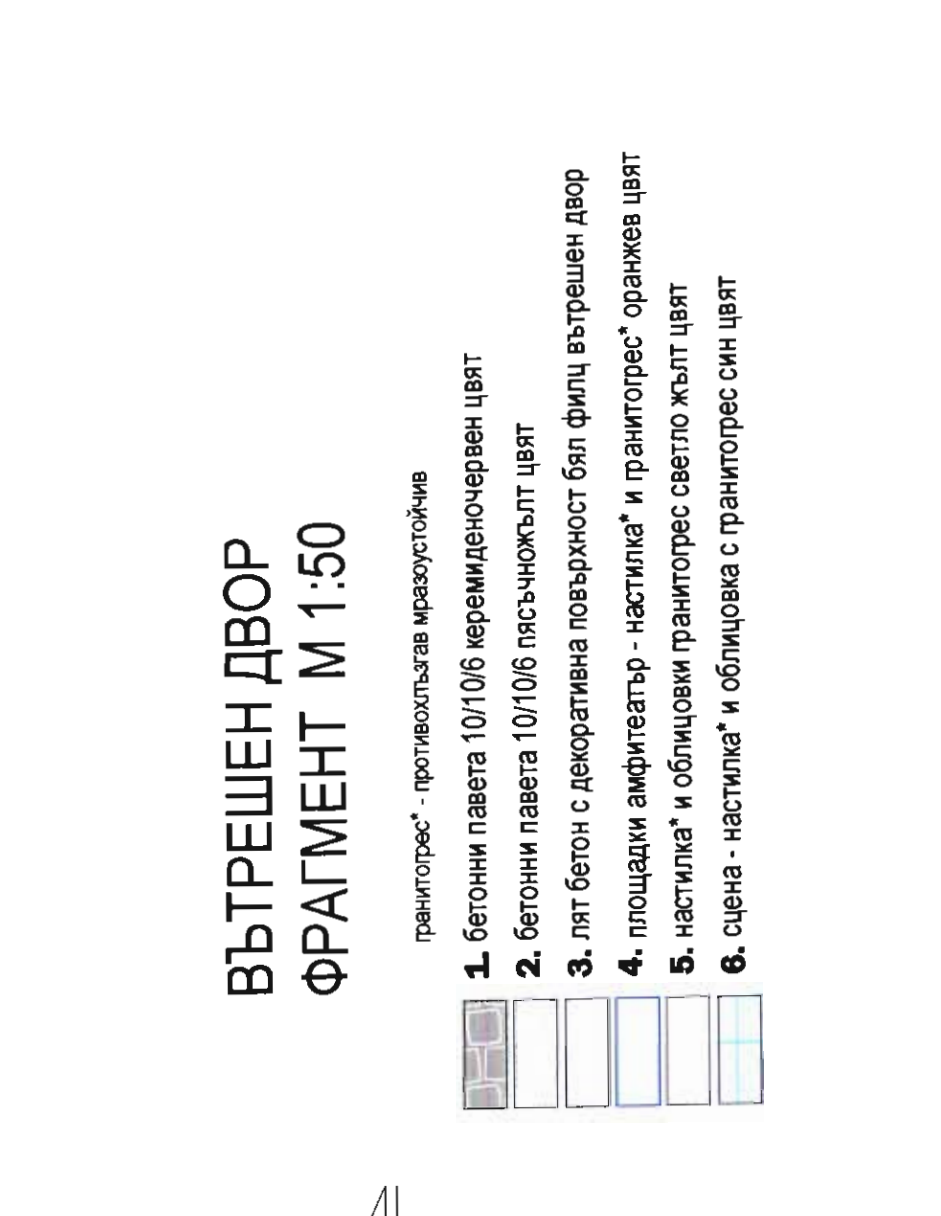 ВЪТРЕШЕН ДВОР
ФРАГМЕНТ М 1:50
гранитогрес* - противохлъзгав мразоустойчив
1. бетонни павета 10/10/6 керемиденочервен цвят
2. бетонни павета 10/10/6 пясъчножълт цвят
3. лят бетон с декоративна повърхност бял филц вътрешен двор
4. площадки амфитеатър - настилка* и гранитогрес* оранжев цвят
5. настилка* и облицовки гранитогрес светло жълт цвят
6. сцена - настилка* и облицовка с гранитогрес син цвят